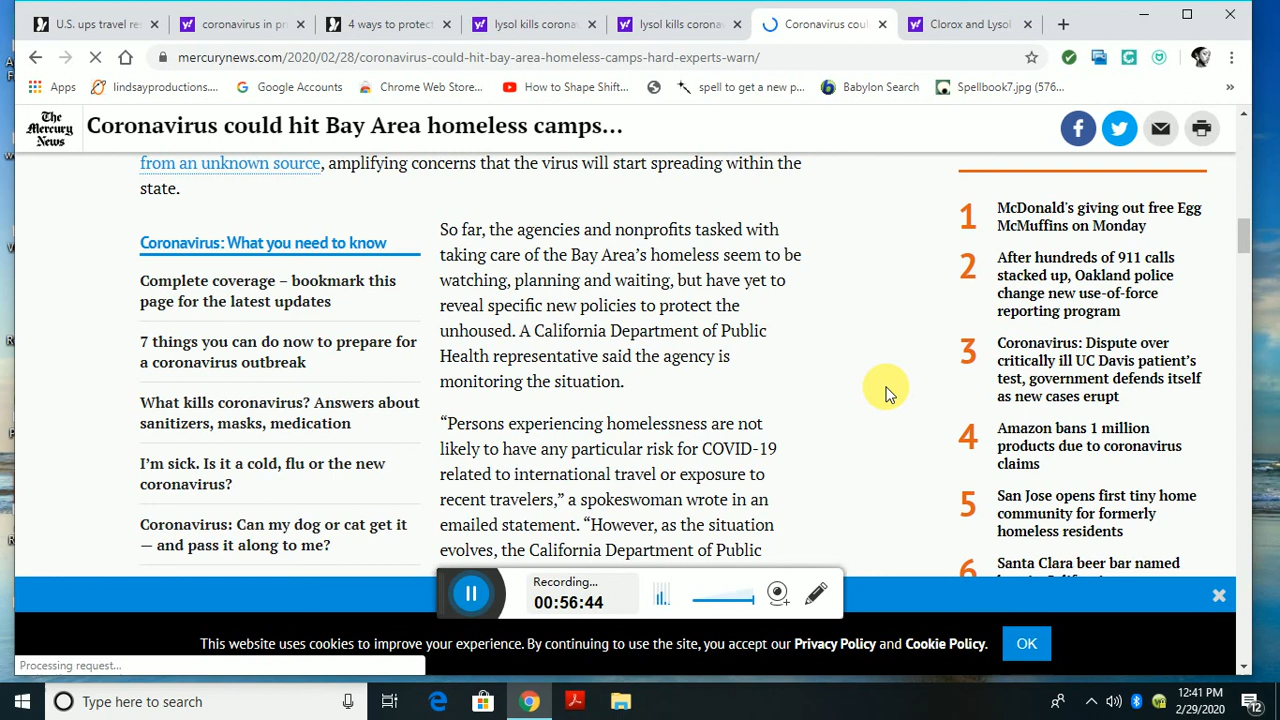 U.S. ups travel res
coronavirus in pr
4 ways to protect
lysol kills corona
lysol kills corona
Coronavirus coul
Clorox and Lysol
mercurynews.com/2020/02/28/coronavirus-could-hit-bay-area-homeless-camps-hard-experts-warn/
Apps
lindsayproductions....
Google Accounts
Chrome Web Store...
How to Shape Shift...
spell to get a new p...
Babylon Search
Spellbook7.jpg (576...
»
The
Mercury
News
Coronavirus could hit Bay Area homeless camps...
from an unknown source, amplifying concerns that the virus will start spreading within the
state.
Coronavirus: What you need to know
Complete coverage – bookmark this
page for the latest updates
7 things you can do now to prepare for
a coronavirus outbreak
What kills coronavirus? Answers about
sanitizers, masks, medication
I’m sick. Is it a cold, flu or the new
coronavirus?
Coronavirus: Can my dog or cat get it
— and pass it along to me?
So far, the agencies and nonprofits tasked with
taking care of the Bay Area’s homeless seem to be
watching, planning and waiting, but have yet to
reveal specific new policies to protect the
unhoused. A California Department of Public
Health representative said the agency is
monitoring the situation.
“Persons experiencing homelessness are not
likely to have any particular risk for COVID-19
related to international travel or exposure to
recent travelers,” a spokeswoman wrote in an
emailed statement. “However, as the situation
evolves, the California Department of Public
1 McDonald's giving out free Egg
McMuffins on Monday
2 After hundreds of 911 calls
stacked up, Oakland police
change new use-of-force
reporting program
3 Coronavirus: Dispute over
critically ill UC Davis patient’s
test, government defends itself
as new cases erupt
4 Amazon bans 1 million
products due to coronavirus
claims
5 San Jose opens first tiny home
community for formerly
homeless residents
6 Santa Clara beer bar named
Recording...
00:56:44
This website uses cookies to improve your experience. By continuing to use the site, you accept our Privacy Policy and Cookie Policy.
OK
Processing request...
Type here to search
12:41 PM
2/29/2020
12